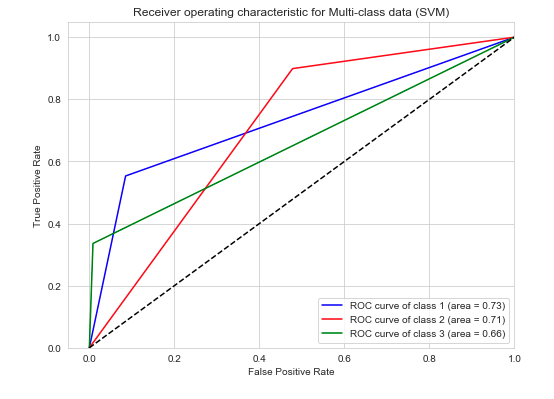 Receiver operating characteristic for Multi-class data (SVM)
True Positive Rate
1.0
0.8
0.6
0.4
0.2
0.0
0.0
0.2
0.4
0.6
0.8
1.0
False Positive Rate
ROC curve of class 1 (area = 0.73)
ROC curve of class 2 (area = 0.71)
ROC curve of class 3 (area = 0.66)